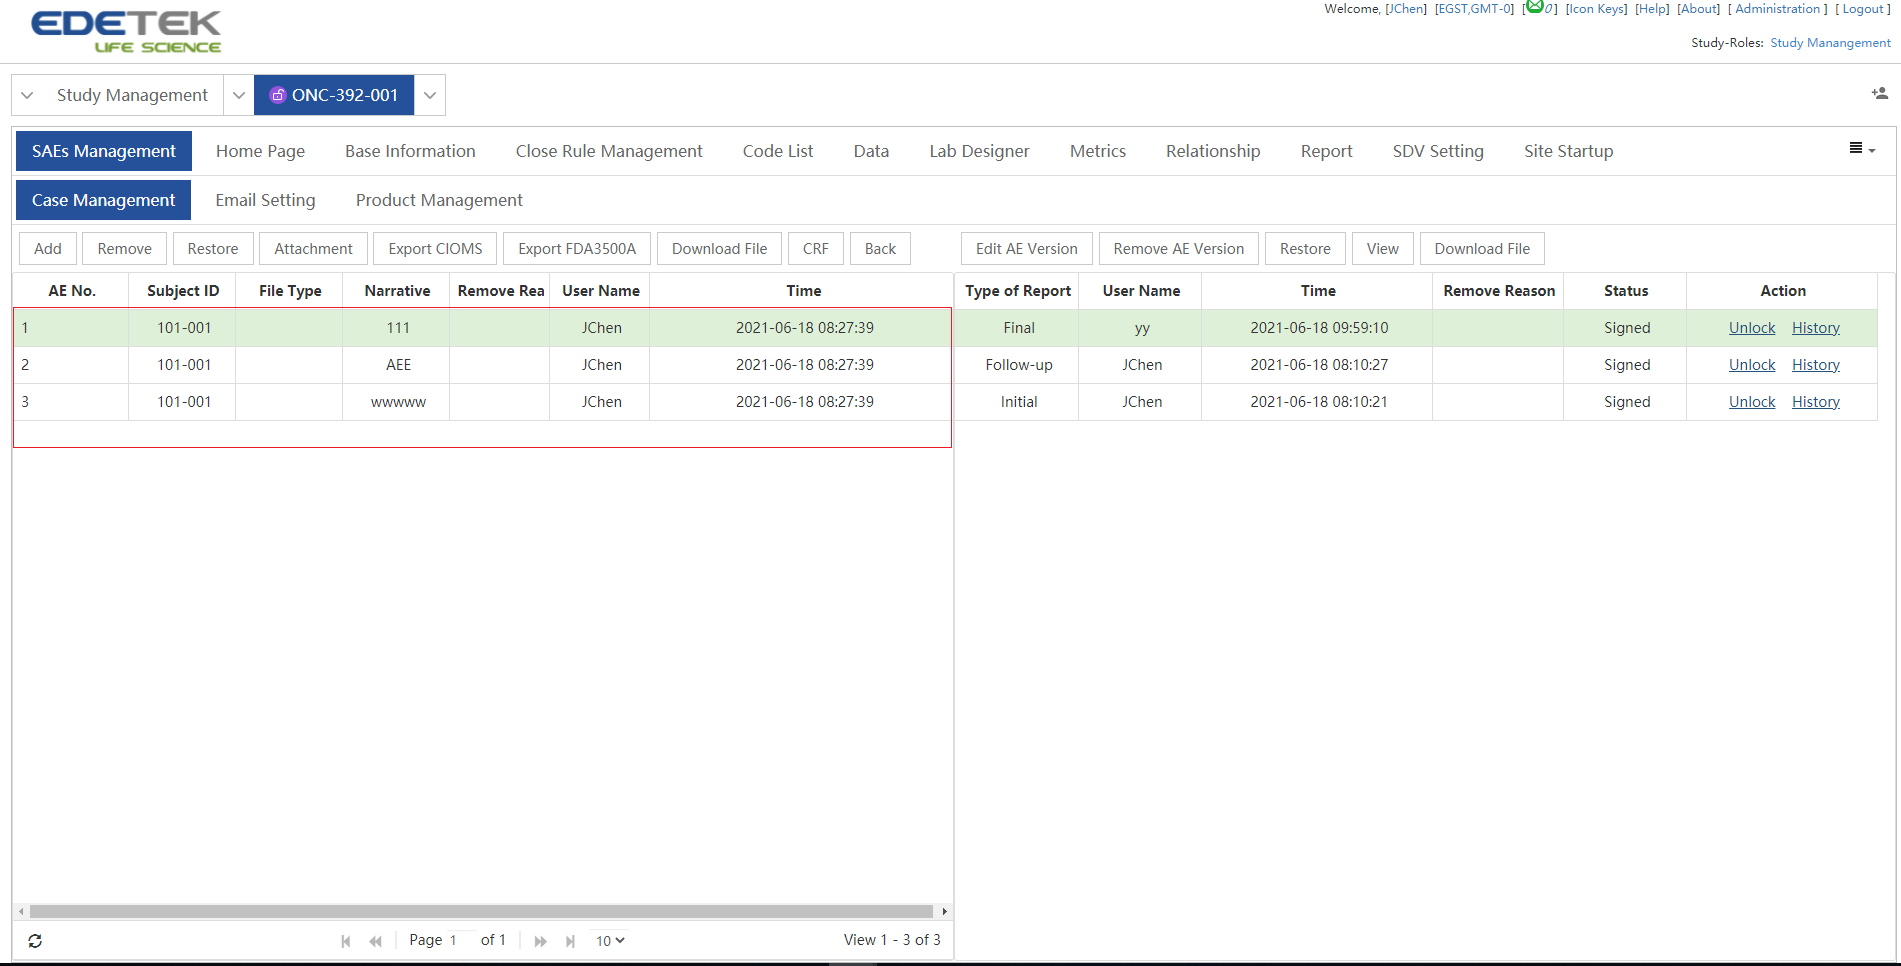 EDETEK
LIFE SCIENCE
Welcome, [JChen] [EGST,GMT-0] [0] [Icon Keys] [Help] [About] [ Administration ] [ Logout ]
Study-Roles: Study Manangement
Study Management ONC-392-001
SAEs Management Home Page Base Information Close Rule Management Code List Data Lab Designer Metrics Relationship Report SDV Setting Site Startup
Case Management Email Setting Product Management
Add Remove Restore Attachment Export CIOMS Export FDA3500A Download File CRF Back Edit AE Version Remove AE Version Restore View Download File
AE No. Subject ID File Type Narrative Remove Rea User Name Time Type of Report User Name Time Remove Reason Status Action
1 101-001 111 JChen 2021-06-18 08:27:39 Final yy 2021-06-18 09:59:10 Signed Unlock History
2 101-001 AEE JChen 2021-06-18 08:27:39 Follow-up JChen 2021-06-18 08:10:27 Signed Unlock History
3 101-001 wwwww JChen 2021-06-18 08:27:39 Initial JChen 2021-06-18 08:10:21 Signed Unlock History
Page 1 of 1 10 View 1 - 3 of 3